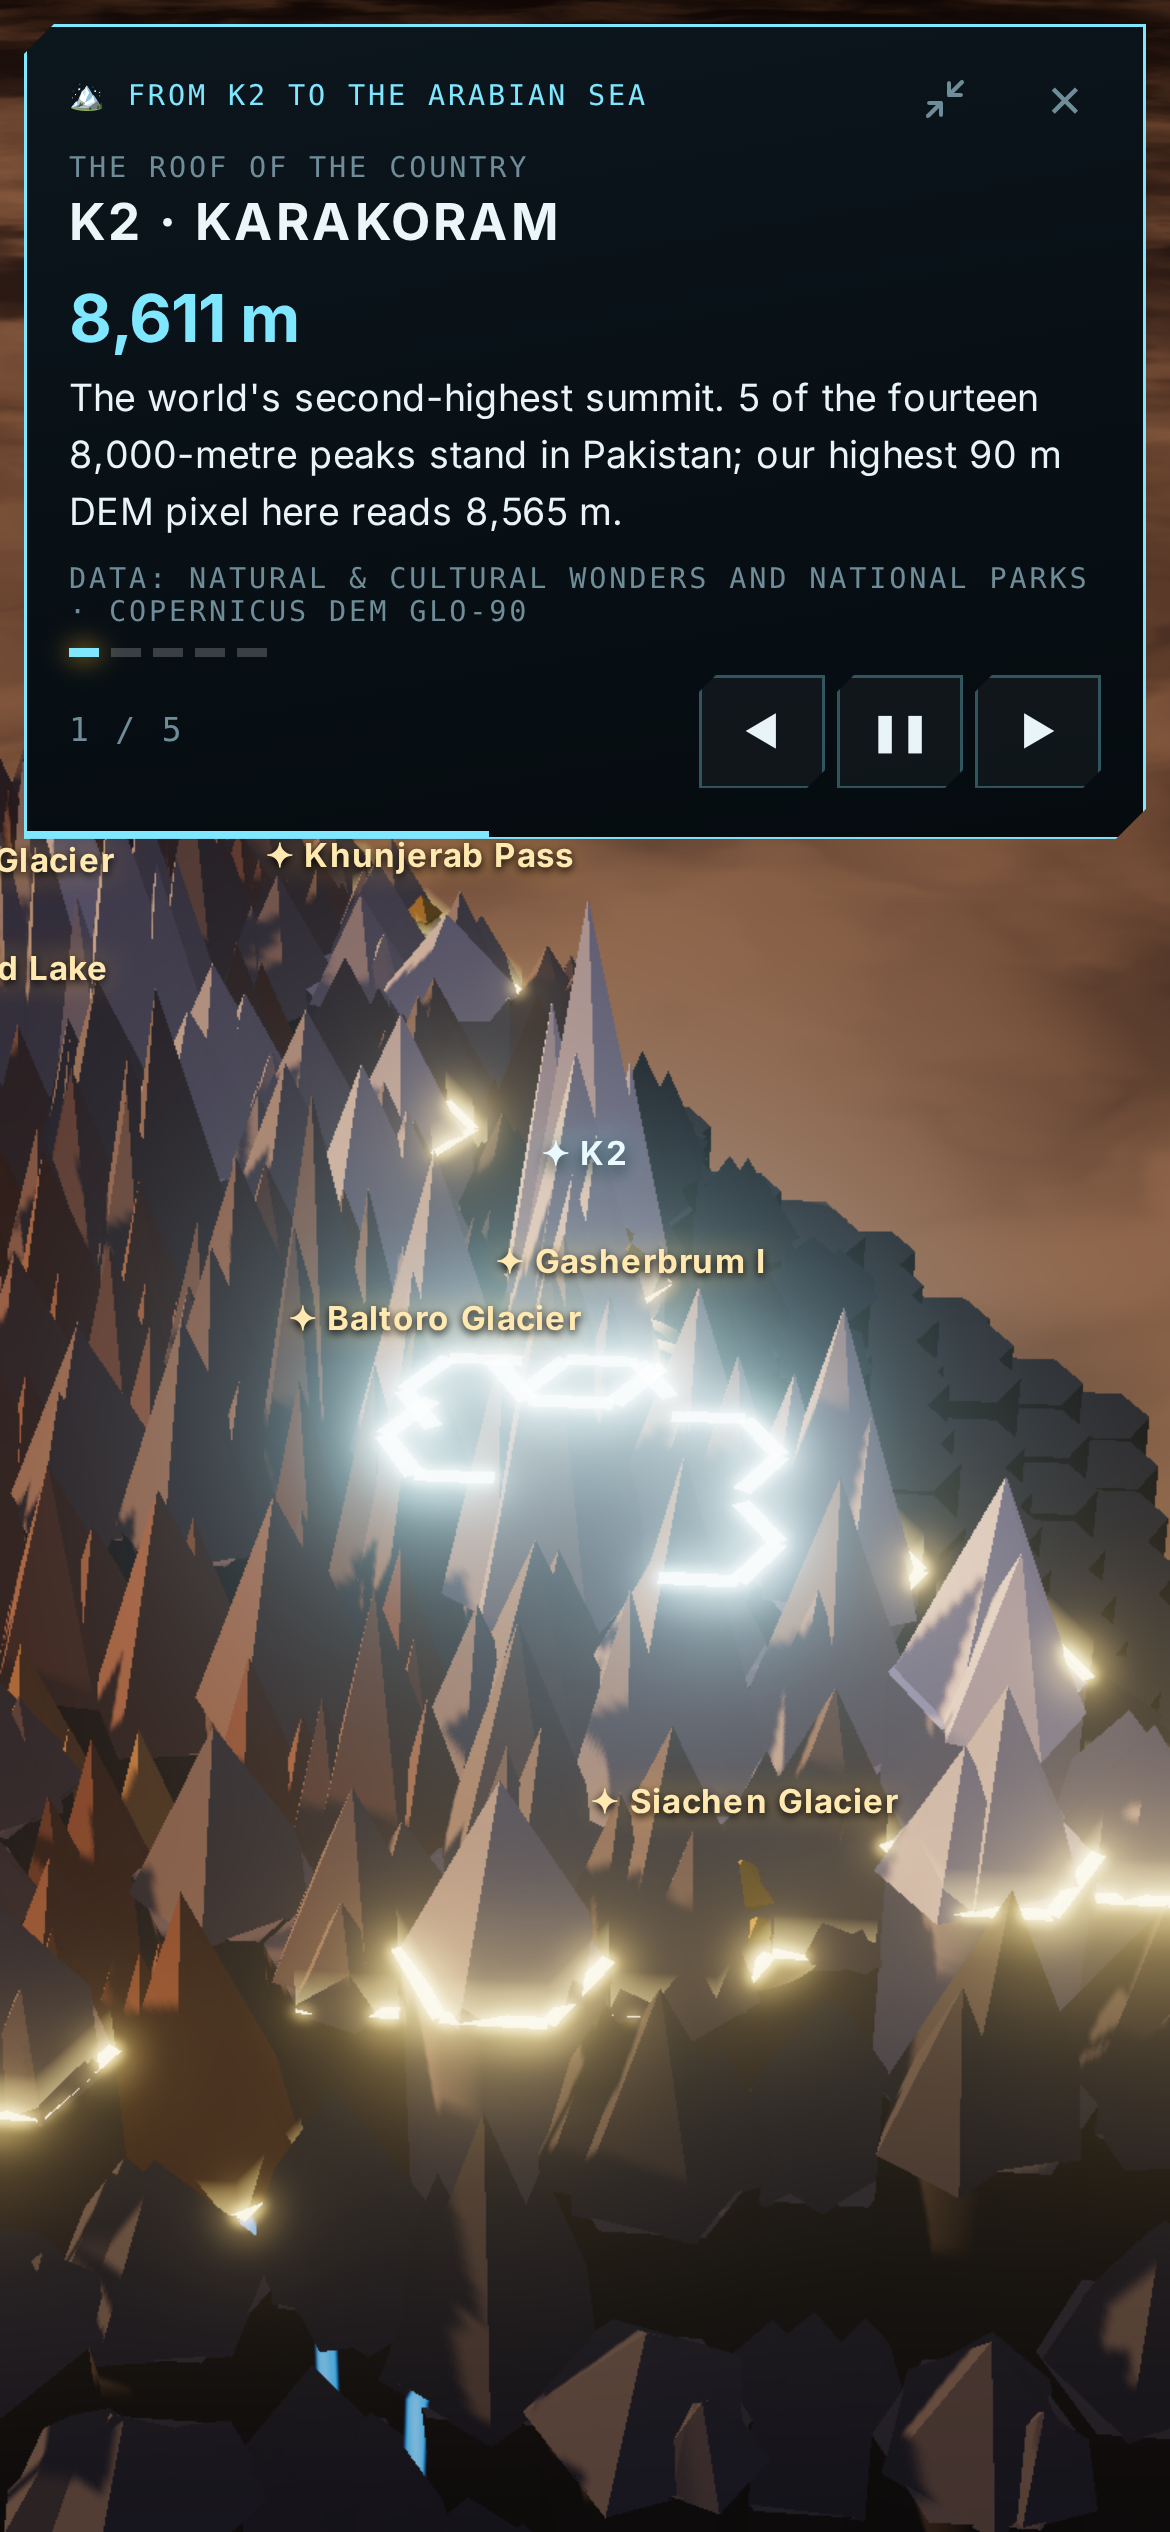 FROM K2 TO THE ARABIAN SEA
THE ROOF OF THE COUNTRY
K2 · KARAKORAM
8,611 m
The world's second-highest summit. 5 of the fourteen
8,000-metre peaks stand in Pakistan; our highest 90 m
DEM pixel here reads 8,565 m.
DATA: NATURAL & CULTURAL WONDERS AND NATIONAL PARKS
· COPERNICUS DEM GLO-90
1 / 5
Glacier
✦ Khunjerab Pass
d Lake
✦ K2
✦ Gasherbrum I
✦ Baltoro Glacier
✦ Siachen Glacier